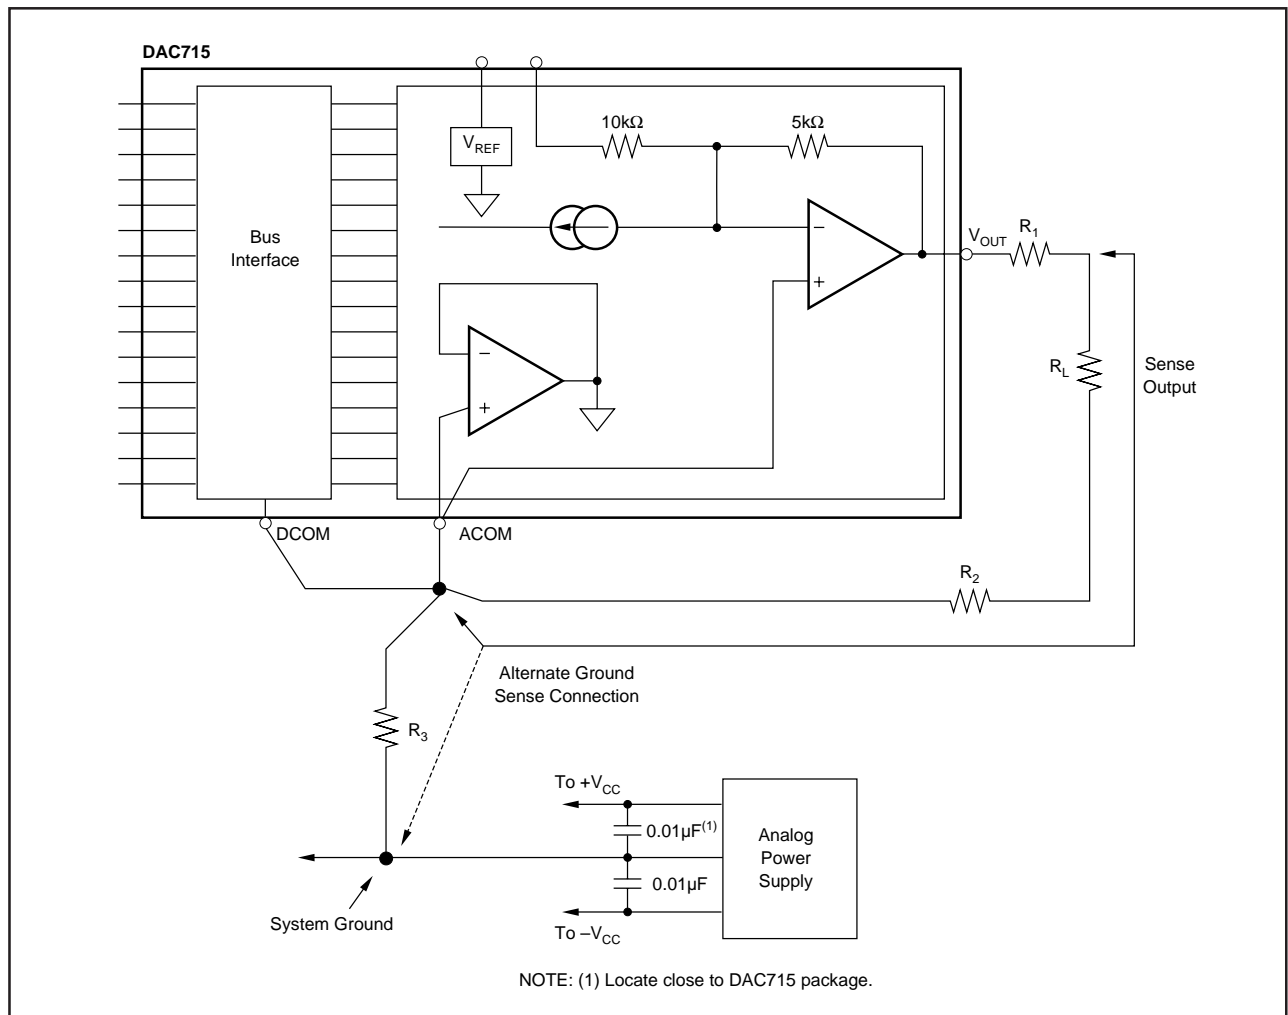 DAC715
10kΩ
5kΩ
VREF
Bus
Interface
−
+
VOUT
R1
−
+
RL
Sense
Output
DCOM
ACOM
R2
Alternate Ground
Sense Connection
R3
To +VCC
0.01µF(1)
Analog
Power
Supply
0.01µF
System Ground
To –VCC
NOTE: (1) Locate close to DAC715 package.